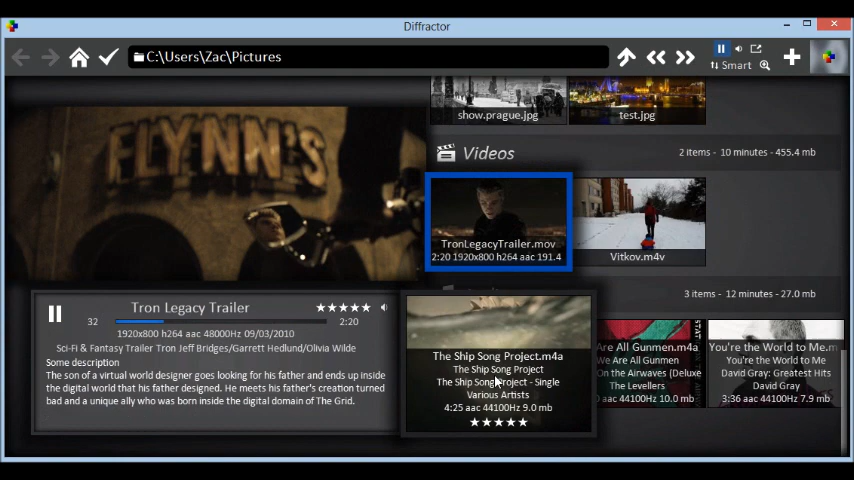 Diffractor
C:\Users\Zac\Pictures
Smart
show.prague.jpg
test.jpg
FLYNN'S
Videos
2 items - 10 minutes - 455.4 mb
TronLegacyTrailer.mov
2:20 1920x800 h264 aac 191.4
Vitkov.m4v
3 items - 12 minutes - 27.0 mb
Tron Legacy Trailer
32
2:20
1920x800 h264 aac 48000Hz 09/03/2010
Sci-Fi & Fantasy Trailer Tron Jeff Bridges/Garrett Hedlund/Olivia Wilde
Some description
The son of a virtual world designer goes looking for his father and ends up inside
the digital world that his father designed. He meets his father's creation turned
bad and a unique ally who was born inside the digital domain of The Grid.
The Ship Song Project.m4a
The Ship Song Project
The Ship Song Project - Single
Various Artists
4:25 aac 44100Hz 9.0 mb
Are All Gunmen.m4a
We Are All Gunmen
On the Airwaves (Deluxe
The Levellers
aac 44100Hz 10.0 mb
You're the World to Me.m
You're the World to Me
David Gray: Greatest Hits
David Gray
3:36 aac 44100Hz 7.9 mb